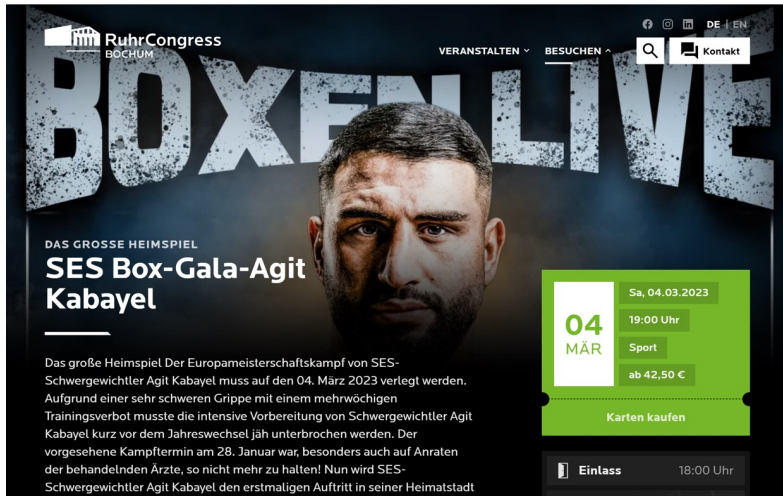 DE | EN
RuhrCongress
BOCHUM
VERANSTALTEN
BESUCHEN
Kontakt
BOXEN LIVE
DAS GROSSE HEIMSPIEL
SES Box-Gala-Agit
Kabayel
Das große Heimspiel Der Europameisterschaftskampf von SES-
Schwergewichtler Agit Kabayel muss auf den 04. März 2023 verlegt werden.
Aufgrund einer sehr schweren Grippe mit einem mehrwöchigen
Trainingsverbot musste die intensive Vorbereitung von Schwergewichtler Agit
Kabayel kurz vor dem Jahreswechsel jäh unterbrochen werden. Der
vorgesehene Kampftermin am 28. Januar war, besonders auch auf Anraten
der behandelnden Ärzte, so nicht mehr zu halten! Nun wird SES-
Schwergewichtler Agit Kabayel den erstmaligen Auftritt in seiner Heimatstadt
04
MÄR
Sa, 04.03.2023
19:00 Uhr
Sport
ab 42,50 €
Karten kaufen
Einlass 18:00 Uhr